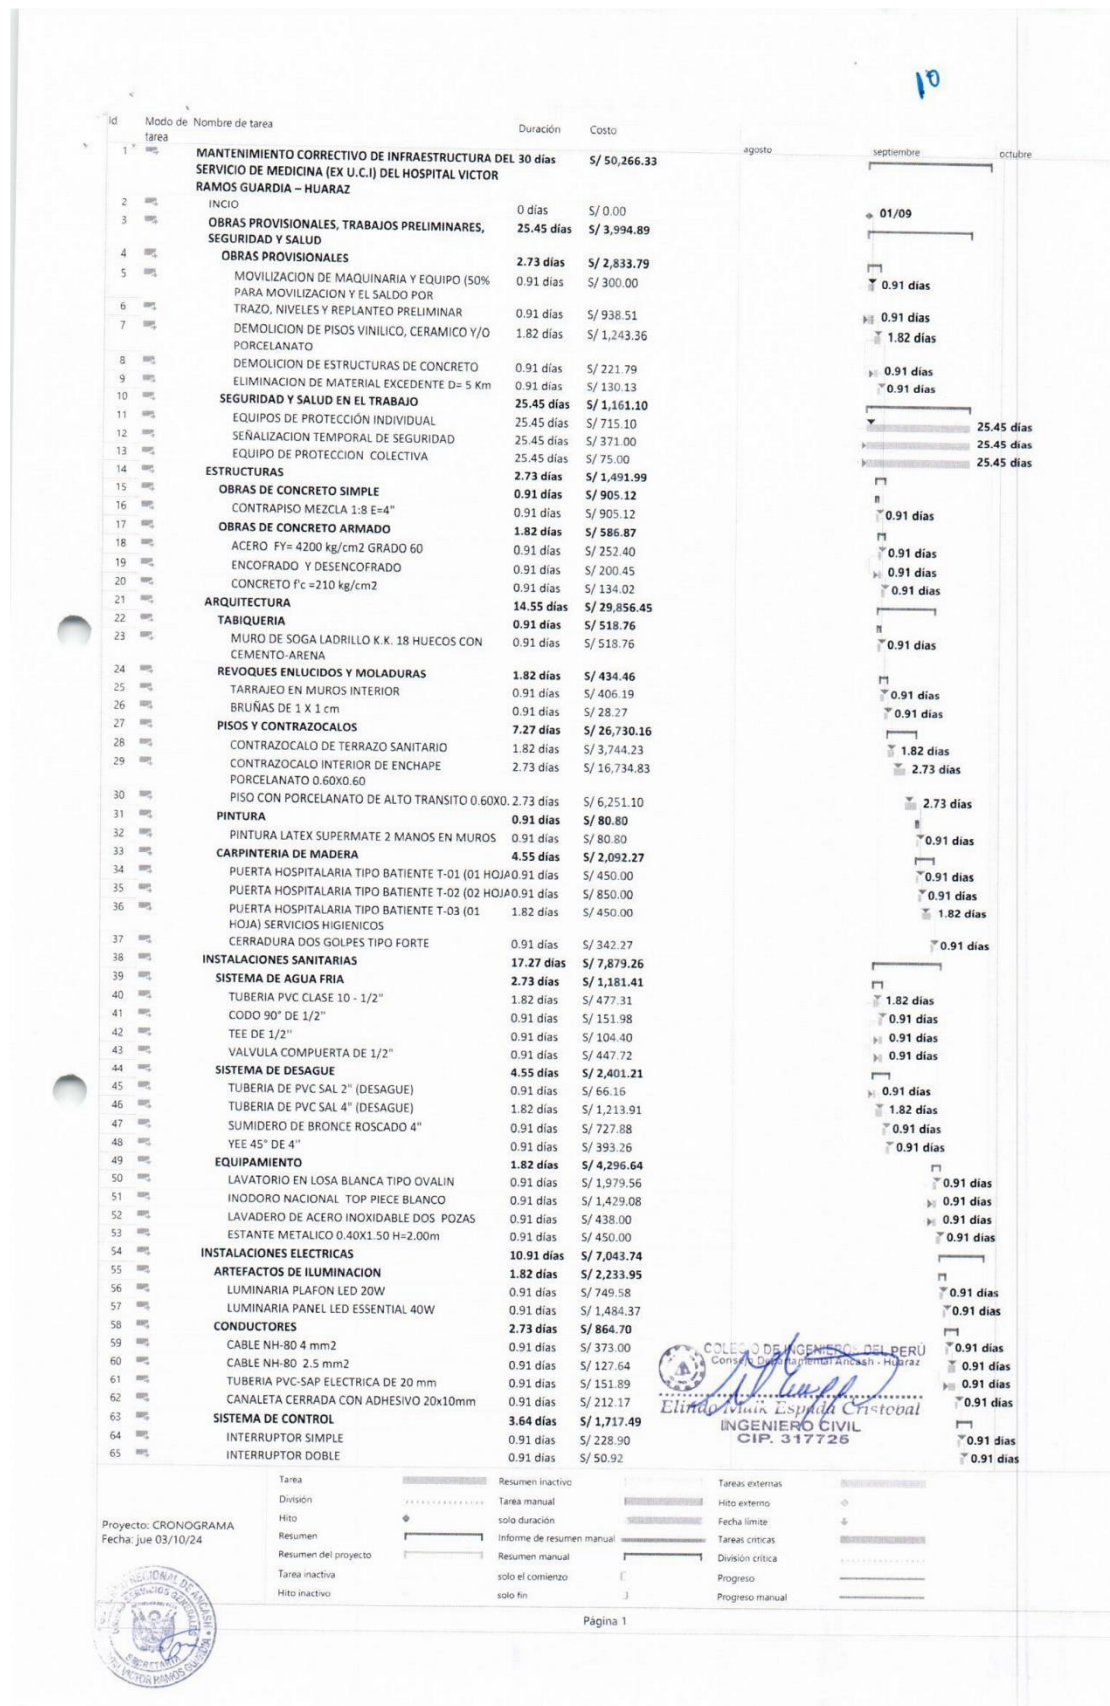 10
Id Modo de tarea Nombre de tarea Duración Costo
agosto septiembre octubre
1 MANTENIMIENTO CORRECTIVO DE INFRAESTRUCTURA DEL 30 días S/ 50,266.33
SERVICIO DE MEDICINA (EX U.C.I) DEL HOSPITAL VICTOR
RAMOS GUARDIA – HUARAZ
2 INCIO 0 días S/ 0.00 01/09
3 OBRAS PROVISIONALES, TRABAJOS PRELIMINARES, 25.45 días S/ 3,994.89
SEGURIDAD Y SALUD
4 OBRAS PROVISIONALES 2.73 días S/ 2,833.79
5 MOVILIZACION DE MAQUINARIA Y EQUIPO (50% 0.91 días S/ 300.00 0.91 días
PARA MOVILIZACION Y EL SALDO POR
6 TRAZO, NIVELES Y REPLANTEO PRELIMINAR 0.91 días S/ 938.51 0.91 días
7 DEMOLICION DE PISOS VINILICO, CERAMICO Y/O 1.82 días S/ 1,243.36 1.82 días
PORCELANATO
8 DEMOLICION DE ESTRUCTURAS DE CONCRETO 0.91 días S/ 221.79 0.91 días
9 ELIMINACION DE MATERIAL EXCEDENTE D= 5 Km 0.91 días S/ 130.13 0.91 días
10 SEGURIDAD Y SALUD EN EL TRABAJO 25.45 días S/ 1,161.10
11 EQUIPOS DE PROTECCIÓN INDIVIDUAL 25.45 días S/ 715.10 25.45 días
12 SEÑALIZACION TEMPORAL DE SEGURIDAD 25.45 días S/ 371.00 25.45 días
13 EQUIPO DE PROTECCION COLECTIVA 25.45 días S/ 75.00 25.45 días
14 ESTRUCTURAS 2.73 días S/ 1,491.99
15 OBRAS DE CONCRETO SIMPLE 0.91 días S/ 905.12
16 CONTRAPISO MEZCLA 1:8 E=4" 0.91 días S/ 905.12 0.91 días
17 OBRAS DE CONCRETO ARMADO 1.82 días S/ 586.87
18 ACERO FY= 4200 kg/cm2 GRADO 60 0.91 días S/ 252.40 0.91 días
19 ENCOFRADO Y DESENCOFRADO 0.91 días S/ 200.45 0.91 días
20 CONCRETO f'c =210 kg/cm2 0.91 días S/ 134.02 0.91 días
21 ARQUITECTURA 14.55 días S/ 29,856.45
22 TABIQUERIA 0.91 días S/ 518.76
23 MURO DE SOGA LADRILLO K.K. 18 HUECOS CON 0.91 días S/ 518.76 0.91 días
CEMENTO-ARENA
24 REVOQUES ENLUCIDOS Y MOLADURAS 1.82 días S/ 434.46
25 TARRAJEO EN MUROS INTERIOR 0.91 días S/ 406.19 0.91 días
26 BRUÑAS DE 1 X 1 cm 0.91 días S/ 28.27 0.91 días
27 PISOS Y CONTRAZOCALOS 7.27 días S/ 26,730.16
28 CONTRAZOCALO DE TERRAZO SANITARIO 1.82 días S/ 3,744.23 1.82 días
29 CONTRAZOCALO INTERIOR DE ENCHAPE 2.73 días S/ 16,734.83 2.73 días
PORCELANATO 0.60X0.60
30 PISO CON PORCELANATO DE ALTO TRANSITO 0.60X0. 2.73 días S/ 6,251.10 2.73 días
31 PINTURA 0.91 días S/ 80.80
32 PINTURA LATEX SUPERMATE 2 MANOS EN MUROS 0.91 días S/ 80.80 0.91 días
33 CARPINTERIA DE MADERA 4.55 días S/ 2,092.27
34 PUERTA HOSPITALARIA TIPO BATIENTE T-01 (01 HOJA 0.91 días S/ 450.00 0.91 días
35 PUERTA HOSPITALARIA TIPO BATIENTE T-02 (02 HOJA 0.91 días S/ 850.00 0.91 días
36 PUERTA HOSPITALARIA TIPO BATIENTE T-03 (01 1.82 días S/ 450.00 1.82 días
HOJA) SERVICIOS HIGIENICOS
37 CERRADURA DOS GOLPES TIPO FORTE 0.91 días S/ 342.27 0.91 días
38 INSTALACIONES SANITARIAS 17.27 días S/ 7,879.26
39 SISTEMA DE AGUA FRIA 2.73 días S/ 1,181.41
40 TUBERIA PVC CLASE 10 - 1/2" 1.82 días S/ 477.31 1.82 días
41 CODO 90° DE 1/2" 0.91 días S/ 151.98 0.91 días
42 TEE DE 1/2" 0.91 días S/ 104.40 0.91 días
43 VALVULA COMPUERTA DE 1/2" 0.91 días S/ 447.72 0.91 días
44 SISTEMA DE DESAGUE 4.55 días S/ 2,401.21
45 TUBERIA DE PVC SAL 2" (DESAGUE) 0.91 días S/ 66.16 0.91 días
46 TUBERIA DE PVC SAL 4" (DESAGUE) 1.82 días S/ 1,213.91 1.82 días
47 SUMIDERO DE BRONCE ROSCADO 4" 0.91 días S/ 727.88 0.91 días
48 YEE 45° DE 4" 0.91 días S/ 393.26 0.91 días
49 EQUIPAMIENTO 1.82 días S/ 4,296.64
50 LAVATORIO EN LOSA BLANCA TIPO OVALIN 0.91 días S/ 1,979.56 0.91 días
51 INODORO NACIONAL TOP PIECE BLANCO 0.91 días S/ 1,429.08 0.91 días
52 LAVADERO DE ACERO INOXIDABLE DOS POZAS 0.91 días S/ 438.00 0.91 días
53 ESTANTE METALICO 0.40X1.50 H=2.00m 0.91 días S/ 450.00 0.91 días
54 INSTALACIONES ELECTRICAS 10.91 días S/ 7,043.74
55 ARTEFACTOS DE ILUMINACION 1.82 días S/ 2,233.95
56 LUMINARIA PLAFON LED 20W 0.91 días S/ 749.58 0.91 días
57 LUMINARIA PANEL LED ESSENTIAL 40W 0.91 días S/ 1,484.37 0.91 días
58 CONDUCTORES 2.73 días S/ 864.70
59 CABLE NH-80 4 mm2 0.91 días S/ 373.00 0.91 días
60 CABLE NH-80 2.5 mm2 0.91 días S/ 127.64 0.91 días
61 TUBERIA PVC-SAP ELECTRICA DE 20 mm 0.91 días S/ 151.89 0.91 días
62 CANALETA CERRADA CON ADHESIVO 20x10mm 0.91 días S/ 212.17 0.91 días
63 SISTEMA DE CONTROL 3.64 días S/ 1,717.49
64 INTERRUPTOR SIMPLE 0.91 días S/ 228.90 0.91 días
65 INTERRUPTOR DOBLE 0.91 días S/ 50.92 0.91 días
COLEGIO DE INGENIEROS DEL PERÚ
Consejo Departamental Ancash - Huaraz
Elindo Maik Espada Cristobal
INGENIERO CIVIL
CIP. 317725
Tarea Resumen inactivo Tareas externas
División Tarea manual Hito externo
Hito solo duración Fecha límite
Proyecto: CRONOGRAMA
Fecha: jue 03/10/24
Resumen Informe de resumen manual Tareas críticas
Resumen del proyecto Resumen manual División crítica
Tarea inactiva solo el comienzo Progreso
Hito inactivo solo fin Progreso manual
Página 1
REGIONAL DE ANCASH
SERVICIOS GENERALES
SECRETARIA
VICTOR RAMOS GUARDIA